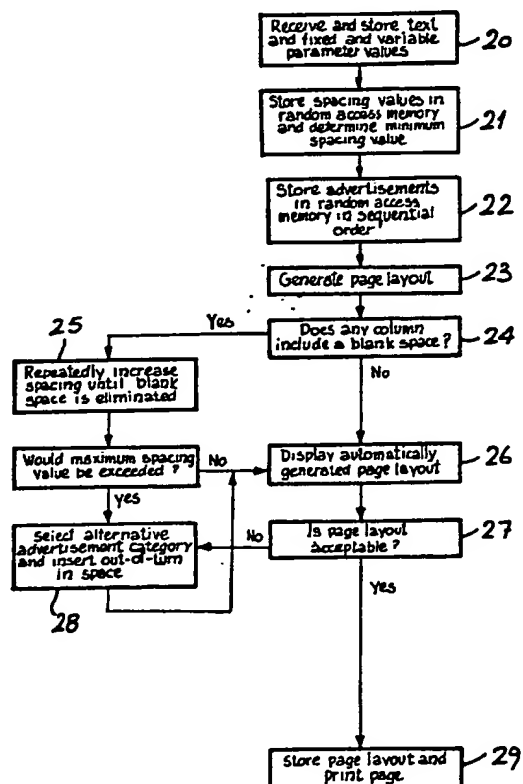 Receive and store text
and fixed and variable
parameter values
20
Store spacing values in
random access memory
and determine minimum
spacing value
21
Store advertisements
in random access
memory in sequential
order
22
Generate page layout
23
Does any column
include a blank space?
24
Yes
No
25
Repeatedly increase
spacing until blank
space is eliminated
Would maximum spacing
value be exceeded?
No
yes
Display automatically
generated page layout
26
Is page layout
acceptable?
27
No
Yes
Select alternative
advertisement category
and insert out-of-turn
in space
28
Store page layout and
print page
29